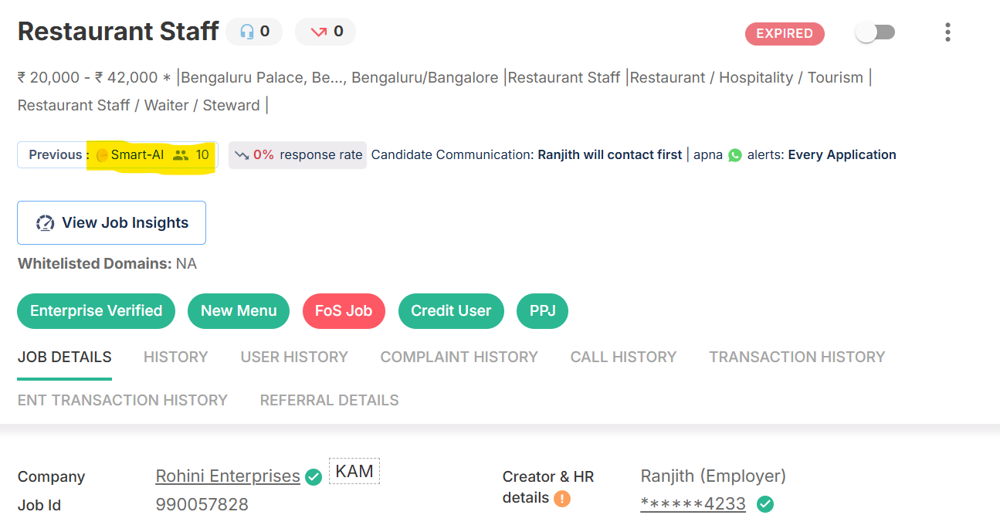 Restaurant Staff 0 0 EXPIRED
₹ 20,000 - ₹ 42,000 * |Bengaluru Palace, Be..., Bengaluru/Bangalore |Restaurant Staff |Restaurant / Hospitality / Tourism |
Restaurant Staff / Waiter / Steward |
Previous : Smart-AI 10 0% response rate Candidate Communication: Ranjith will contact first | apna alerts: Every Application
View Job Insights
Whitelisted Domains: NA
Enterprise Verified New Menu FoS Job Credit User PPJ
JOB DETAILS HISTORY USER HISTORY COMPLAINT HISTORY CALL HISTORY TRANSACTION HISTORY
ENT TRANSACTION HISTORY REFERRAL DETAILS
Company Rohini Enterprises KAM Creator & HR Ranjith (Employer)
details ! ******4233
Job Id 990057828